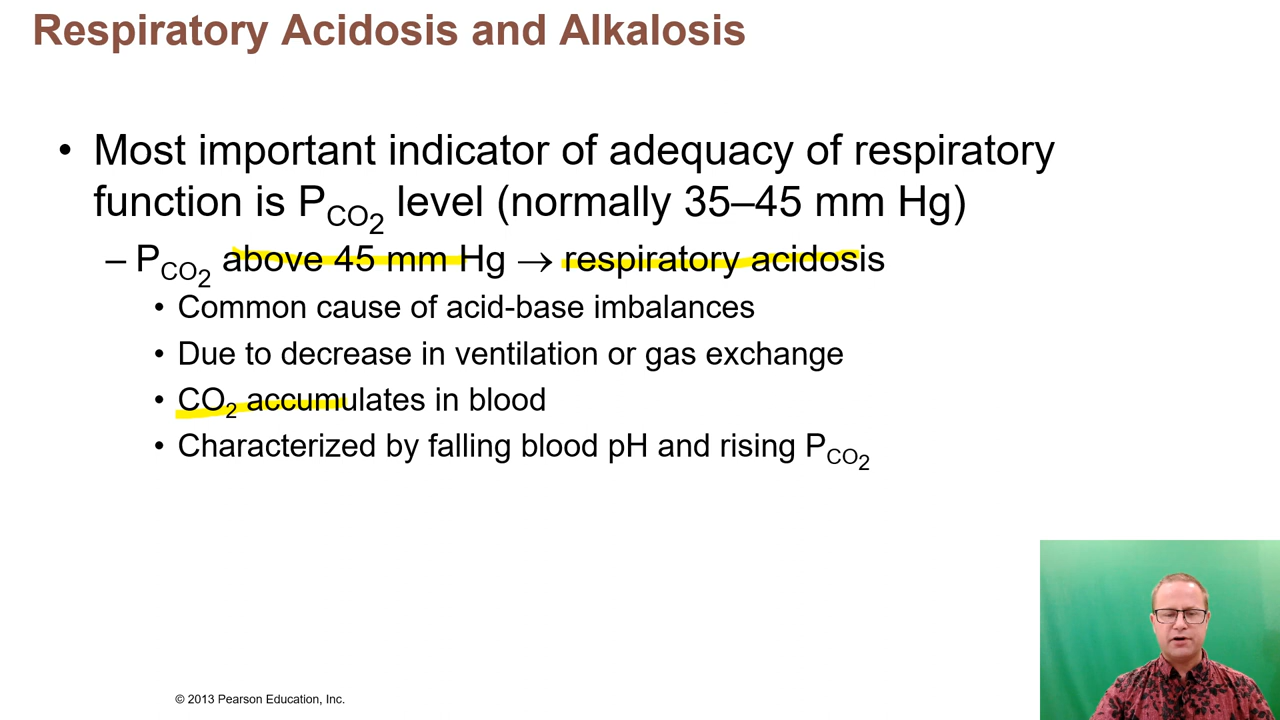 Respiratory Acidosis and Alkalosis
• Most important indicator of adequacy of respiratory
function is PCO2 level (normally 35–45 mm Hg)
– PCO2 above 45 mm Hg → respiratory acidosis
• Common cause of acid-base imbalances
• Due to decrease in ventilation or gas exchange
• CO2 accumulates in blood
• Characterized by falling blood pH and rising PCO2
© 2013 Pearson Education, Inc.